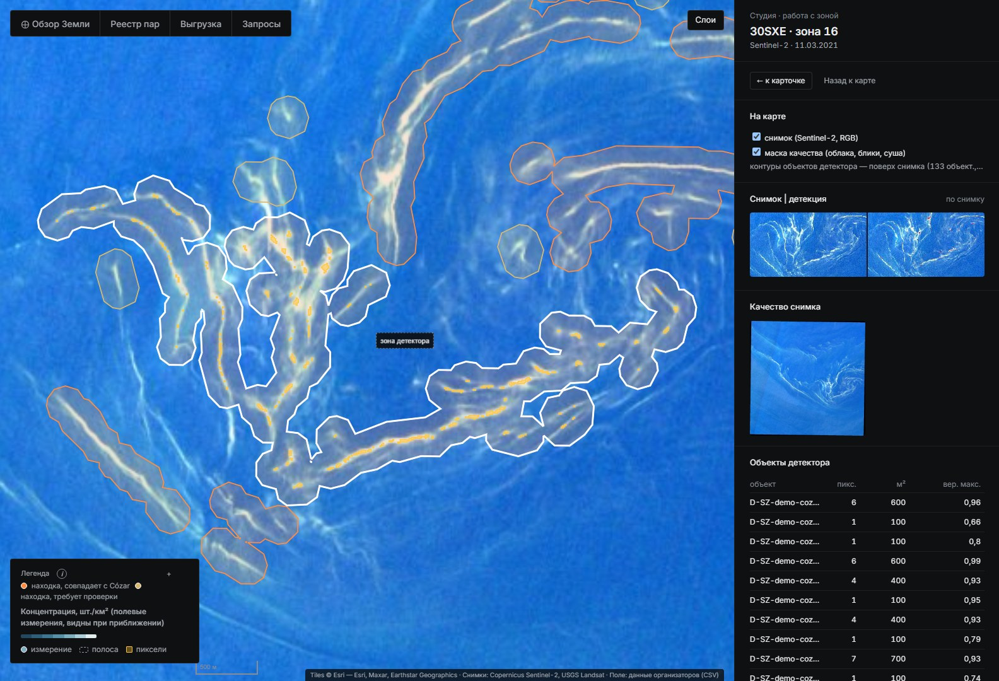 Обзор Земли
Реестр пар
Выгрузка
Запросы
Слои
зона детектора
Легенда i +
находка, совпадает с Cózar
находка, требует проверки
Концентрация, шт./км² (полевые
измерения, видны при приближении)
измерение полоса пиксели
500 м
Tiles © Esri — Esri, Maxar, Earthstar Geographics · Снимки: Copernicus Sentinel-2, USGS Landsat · Поле: данные организаторов (CSV)
Студия · работа с зоной
30SXE · зона 16
Sentinel-2 · 11.03.2021
← к карточке Назад к карте
На карте
снимок (Sentinel-2, RGB)
маска качества (облака, блики, суша)
контуры объектов детектора — поверх снимка (133 объект.,…
Снимок | детекция по снимку
Качество снимка
Объекты детектора
объект пикс. м² вер. макс.
D-SZ-demo-coz… 6 600 0,96
D-SZ-demo-coz… 1 100 0,66
D-SZ-demo-coz… 1 100 0,8
D-SZ-demo-coz… 6 600 0,99
D-SZ-demo-coz… 4 400 0,93
D-SZ-demo-coz… 1 100 0,95
D-SZ-demo-coz… 4 400 0,93
D-SZ-demo-coz… 1 100 0,79
D-SZ-demo-coz… 7 700 0,93
D-SZ-demo-coz… 1 100 0,74